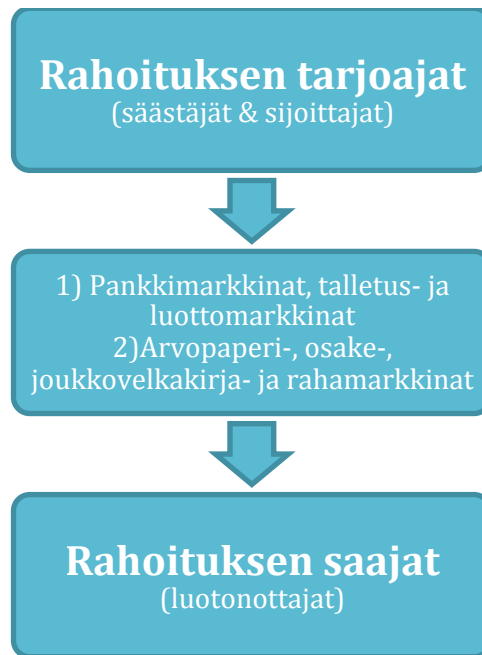 Rahoituksen tarjoajat
(säästäjät & sijoittajat)
1) Pankkimarkkinat, talletus- ja
luottomarkkinat
2)Arvopaperi-, osake-,
joukkovelkakirja- ja rahamarkkinat
Rahoituksen saajat
(luotonottajat)